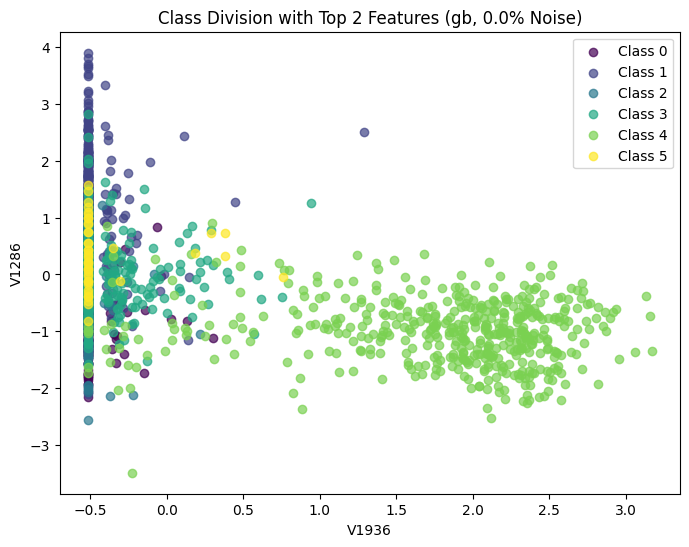 Class Division with Top 2 Features (gb, 0.0% Noise)
4
3
2
1
0
−1
−2
−3
V1286
Class 0
Class 1
Class 2
Class 3
Class 4
Class 5
−0.5
0.0
0.5
1.0
1.5
2.0
2.5
3.0
V1936